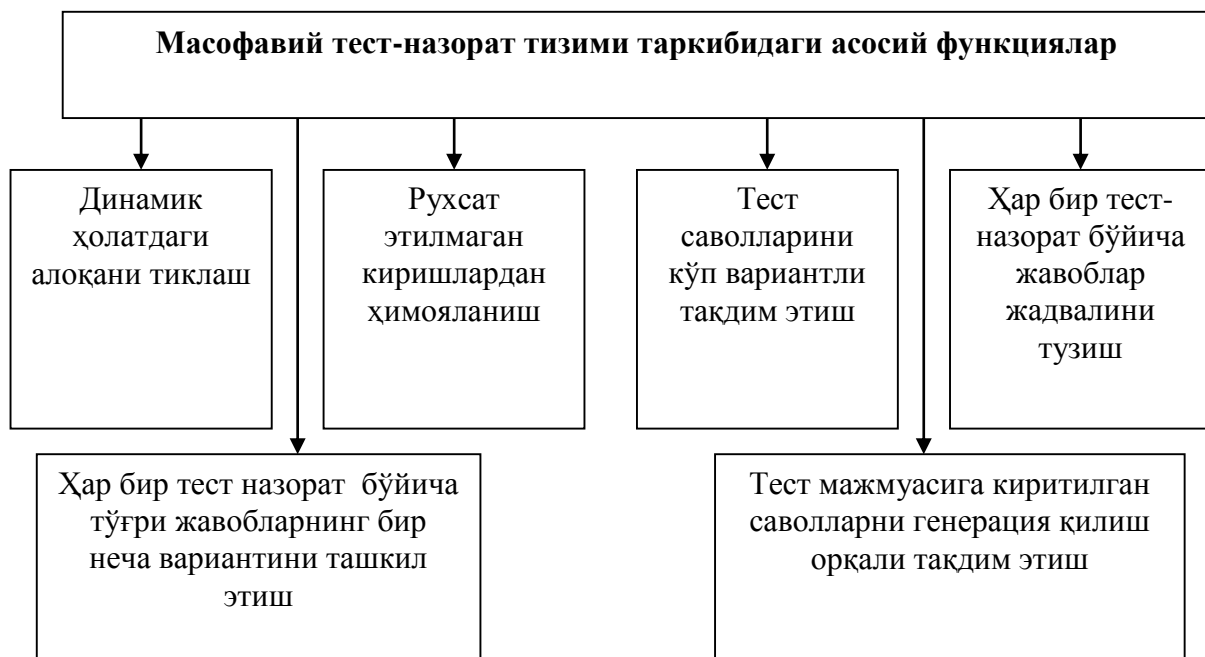 Масофавий тест-назорат тизими таркибидаги асосий функциялар
Динамик
ҳолатдаги
алоқани тиклаш
Рухсат
этилмаган
киришлардан
ҳимояланиш
Тест
саволларини
кўп вариантли
тақдим этиш
Ҳар бир тест-
назорат бўйича
жавоблар
жадвалини
тузиш
Ҳар бир тест назорат  бўйича
тўғри жавобларнинг бир
неча вариантини ташкил
этиш
Тест мажмуасига киритилган
саволларни генерация қилиш
орқали тақдим этиш